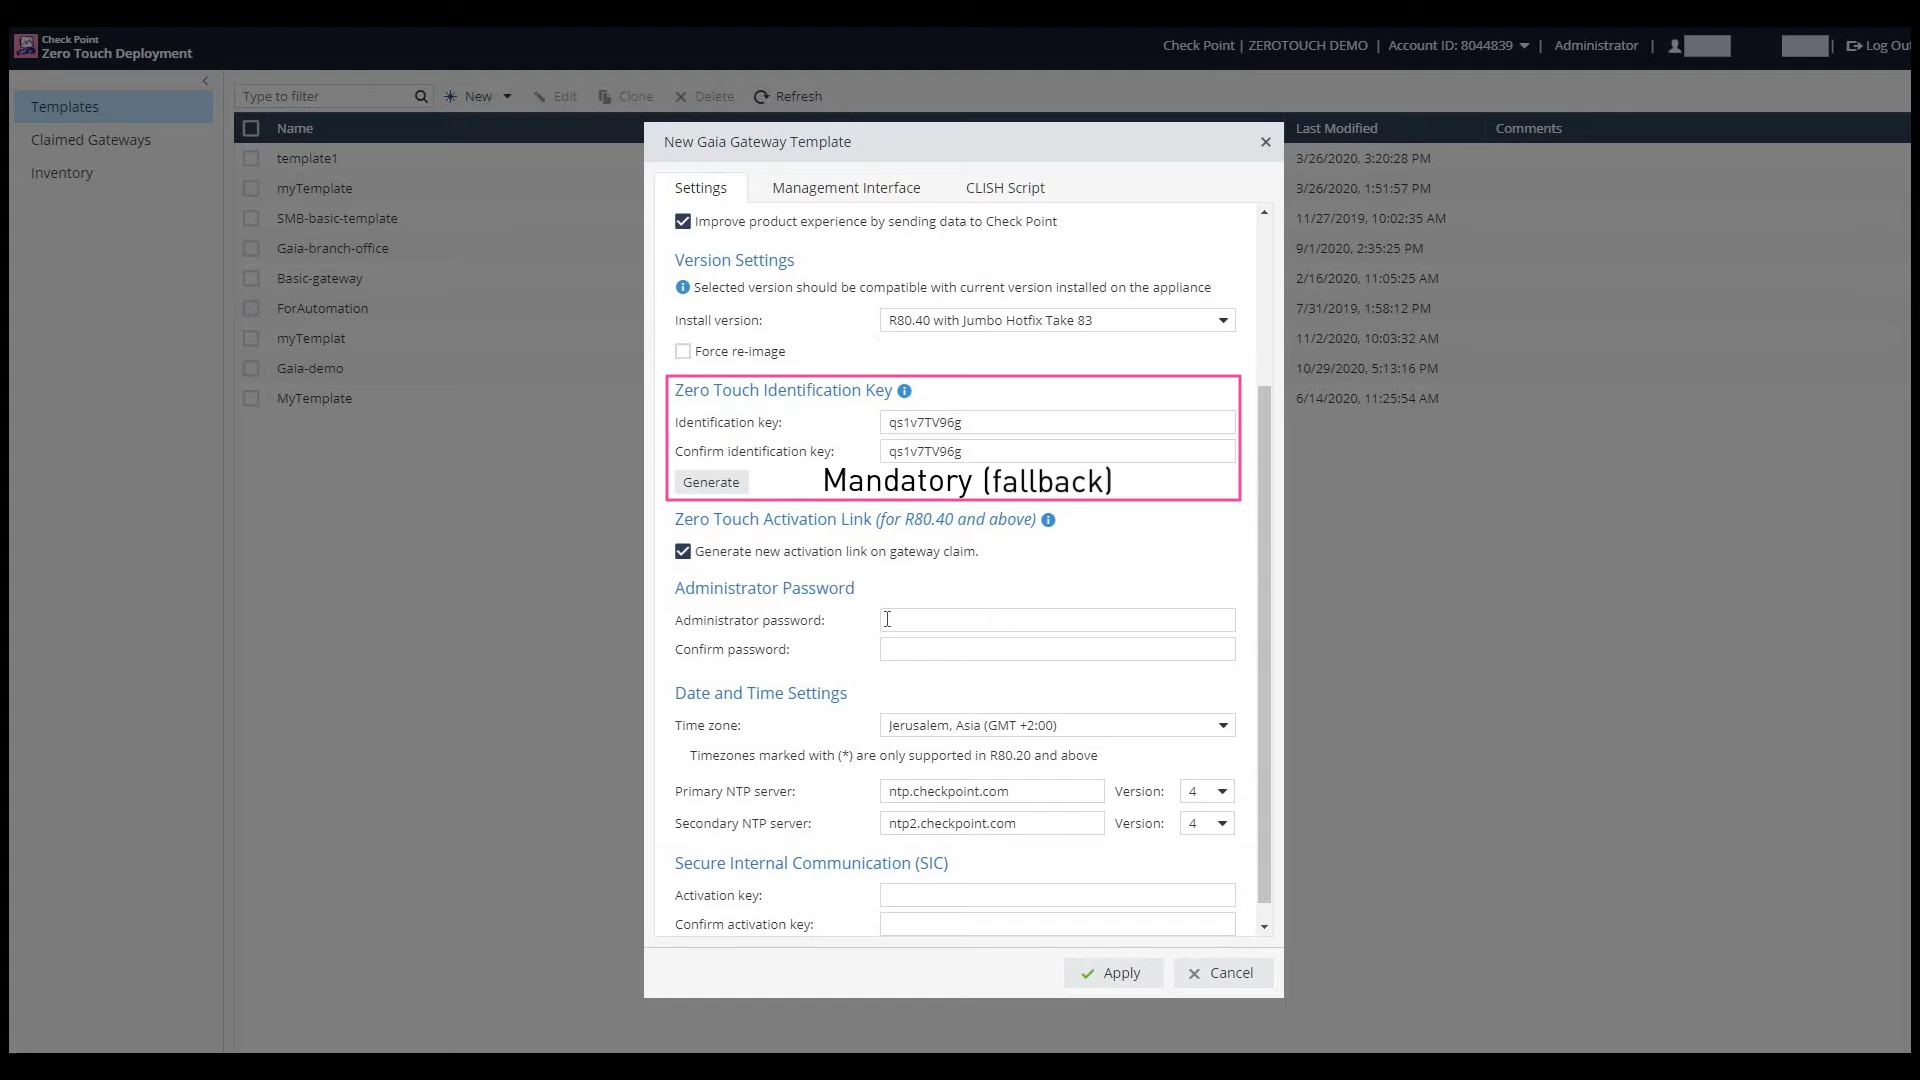 Check Point
Zero Touch Deployment
Check Point | ZEROTOUCH DEMO | Account ID: 8044839 | Administrator | Log Out
Templates
Claimed Gateways
Inventory
Type to filter New Edit Clone Delete Refresh
Name Last Modified Comments
template1 3/26/2020, 3:20:28 PM
myTemplate 3/26/2020, 1:51:57 PM
SMB-basic-template 11/27/2019, 10:02:35 AM
Gaia-branch-office 9/1/2020, 2:35:25 PM
Basic-gateway 2/16/2020, 11:05:25 AM
ForAutomation 7/31/2019, 1:58:12 PM
myTemplat 11/2/2020, 10:03:32 AM
Gaia-demo 10/29/2020, 5:13:16 PM
MyTemplate 6/14/2020, 11:25:54 AM
New Gaia Gateway Template
Settings Management Interface CLISH Script
Improve product experience by sending data to Check Point
Version Settings
Selected version should be compatible with current version installed on the appliance
Install version: R80.40 with Jumbo Hotfix Take 83
Force re-image
Zero Touch Identification Key
Identification key: qs1v7TV96g
Confirm identification key: qs1v7TV96g
Generate Mandatory (fallback)
Zero Touch Activation Link (for R80.40 and above)
Generate new activation link on gateway claim.
Administrator Password
Administrator password:
Confirm password:
Date and Time Settings
Time zone: Jerusalem, Asia (GMT +2:00)
Timezones marked with (*) are only supported in R80.20 and above
Primary NTP server: ntp.checkpoint.com Version: 4
Secondary NTP server: ntp2.checkpoint.com Version: 4
Secure Internal Communication (SIC)
Activation key:
Confirm activation key:
Apply Cancel